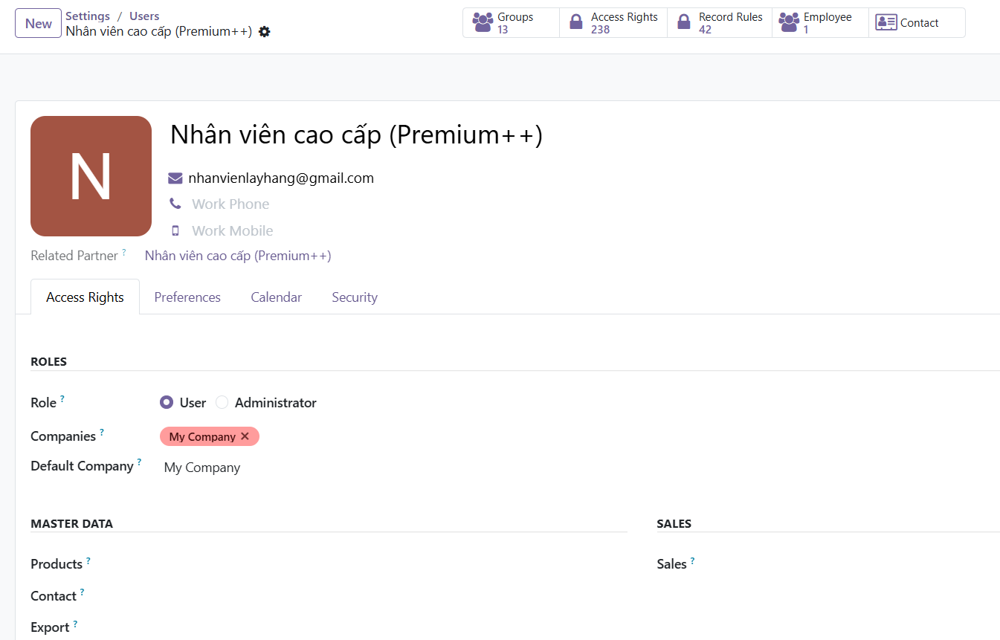 New
Settings / Users
Nhân viên cao cấp (Premium++)
Groups
13
Access Rights
238
Record Rules
42
Employee
1
Contact
N
Nhân viên cao cấp (Premium++)
nhanvienlayhang@gmail.com
Work Phone
Work Mobile
Related Partner ? Nhân viên cao cấp (Premium++)
Access Rights Preferences Calendar Security
ROLES
Role ? User Administrator
Companies ? My Company ✕
Default Company ? My Company
MASTER DATA
Products ?
Contact ?
Export ?
SALES
Sales ?